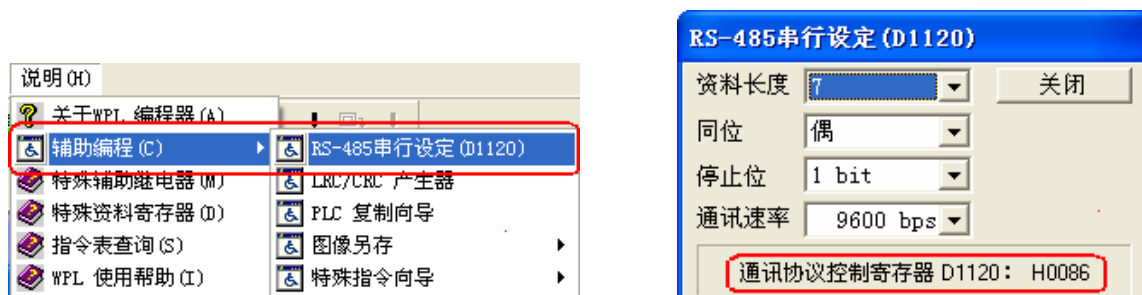 说明(H)
关于WPL 编程器(A)
辅助编程(C)
特殊辅助继电器(M)
特殊资料寄存器(D)
指令表查询(S)
WPL 使用帮助(I)
RS-485串行设定(D1120)
LRC/CRC 产生器
PLC 复制向导
图像另存
特殊指令向导
RS-485串行设定(D1120)
资料长度 7 关闭
同位 偶
停止位 1 bit
通讯速率 9600 bps
通讯协议控制寄存器 D1120： H0086